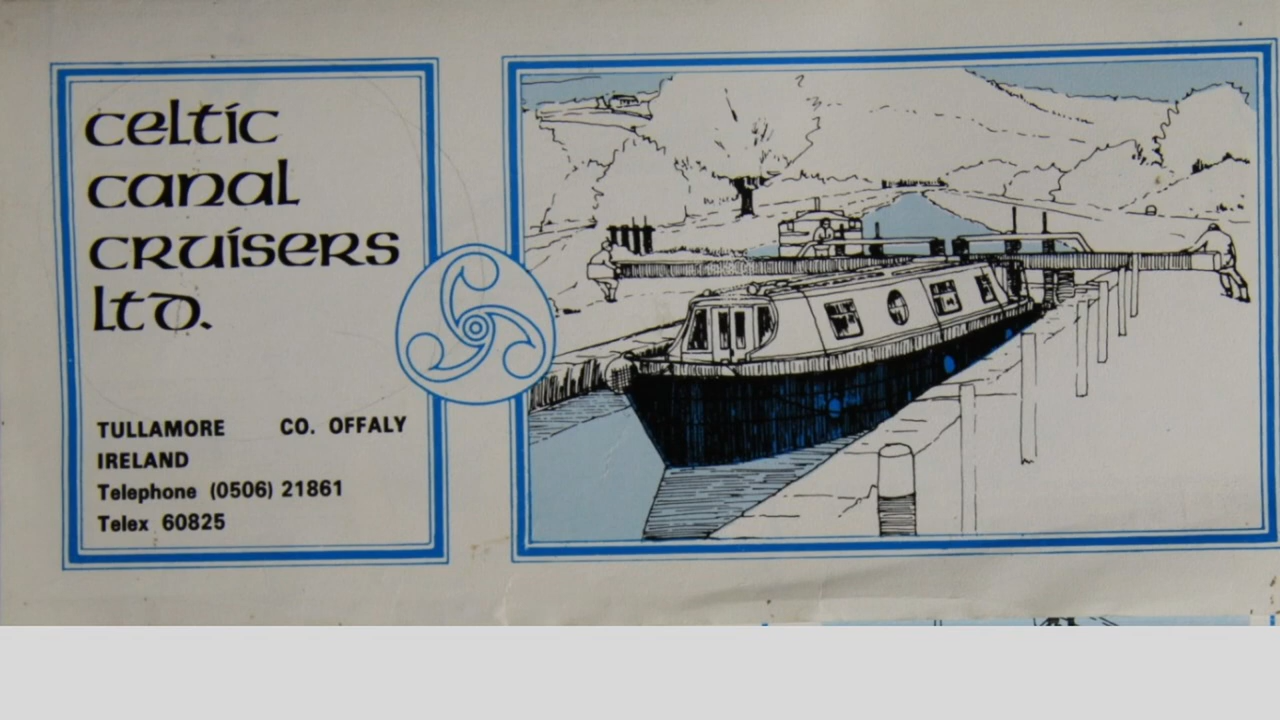 celtic
canal
cruisers
ltd.
TULLAMORE CO. OFFALY
IRELAND
Telephone (0506) 21861
Telex 60825